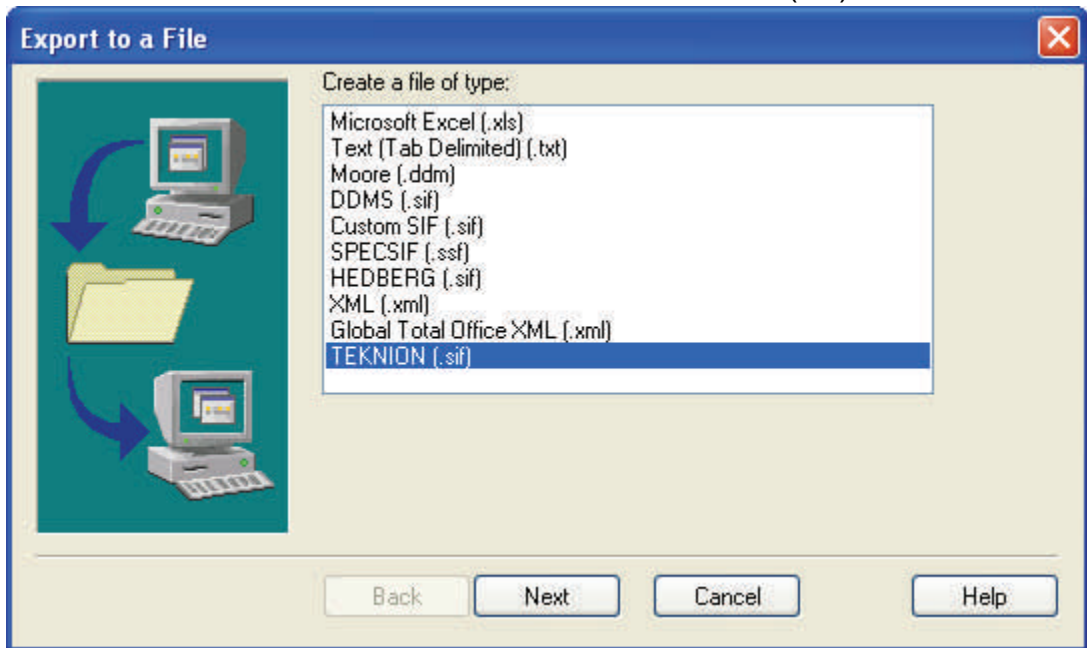 Export to a File
Create a file of type:
Microsoft Excel (.xls)
Text (Tab Delimited) (.txt)
Moore (.ddm)
DDMS (.sif)
Custom SIF (.sif)
SPECSIF (.ssf)
HEDBERG (.sif)
XML (.xml)
Global Total Office XML (.xml)
TEKNION (.sif)
Back Next Cancel Help